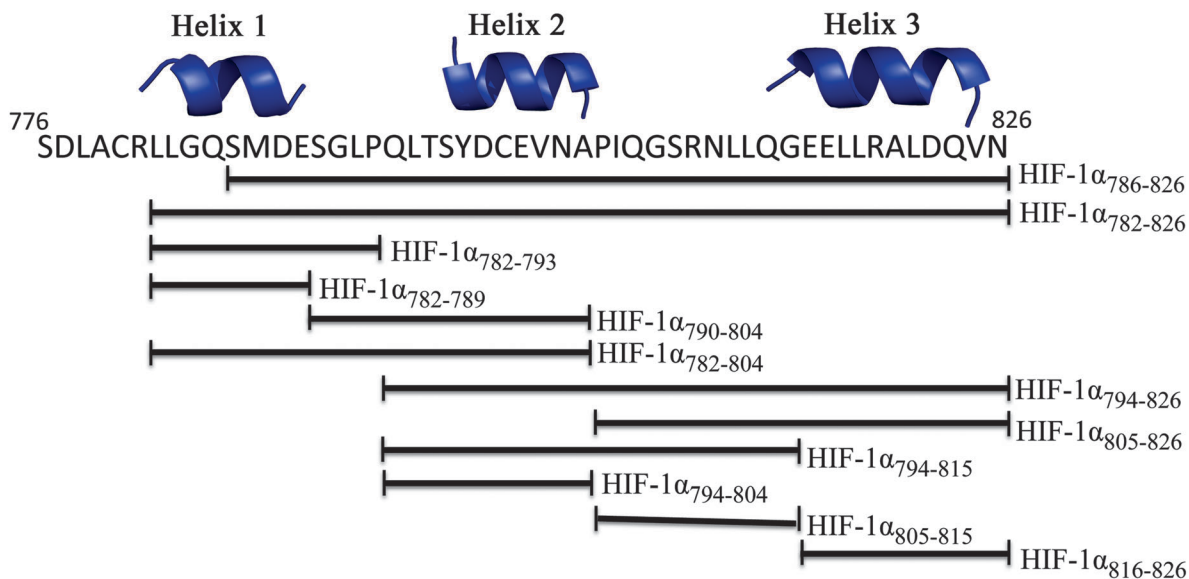 Helix 1 Helix 2 Helix 3
776 826
SDLACRLLGQSMDESGLPQLTSYDCEVNAPIQGSRNLLQGEELLRALDQVN
HIF-1α786-826
HIF-1α782-826
HIF-1α782-793
HIF-1α782-789
HIF-1α790-804
HIF-1α782-804
HIF-1α794-826
HIF-1α805-826
HIF-1α794-815
HIF-1α794-804
HIF-1α805-815
HIF-1α816-826